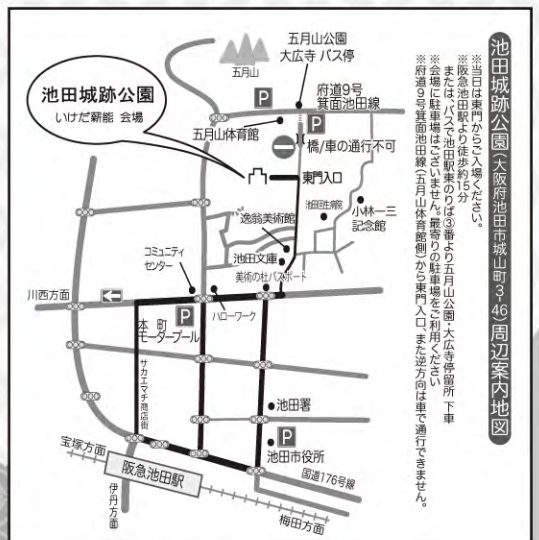 池田城跡公園(大阪府池田市城山町3-46)周辺案内地図
※当日は東門からご入場ください。
※阪急池田駅より徒歩約15分
または、バスで池田駅東のりば③番より五月山公園・大広寺停留所 下車
※会場に駐車場はございません。最寄りの駐車場をご利用ください
※府道9号箕面池田線(五月山体育館側)から東門入口、また逆方向は車で通行できません。
五月山公園
大広寺 バス停
五月山
府道9号
箕面池田線
P
五月山体育館
P
橋/車の通行不可
池田城跡公園
いけだ薪能 会場
東門入口
小林一三
記念館
逸翁美術館
池田文庫
美術の杜バスポート
コミュニティ
センター
川西方面
ハローワーク
P
本町
モータープール
サカエマチ商店街
池田署
P
池田市役所
国道176号線
宝塚方面
阪急池田駅
伊丹方面
梅田方面